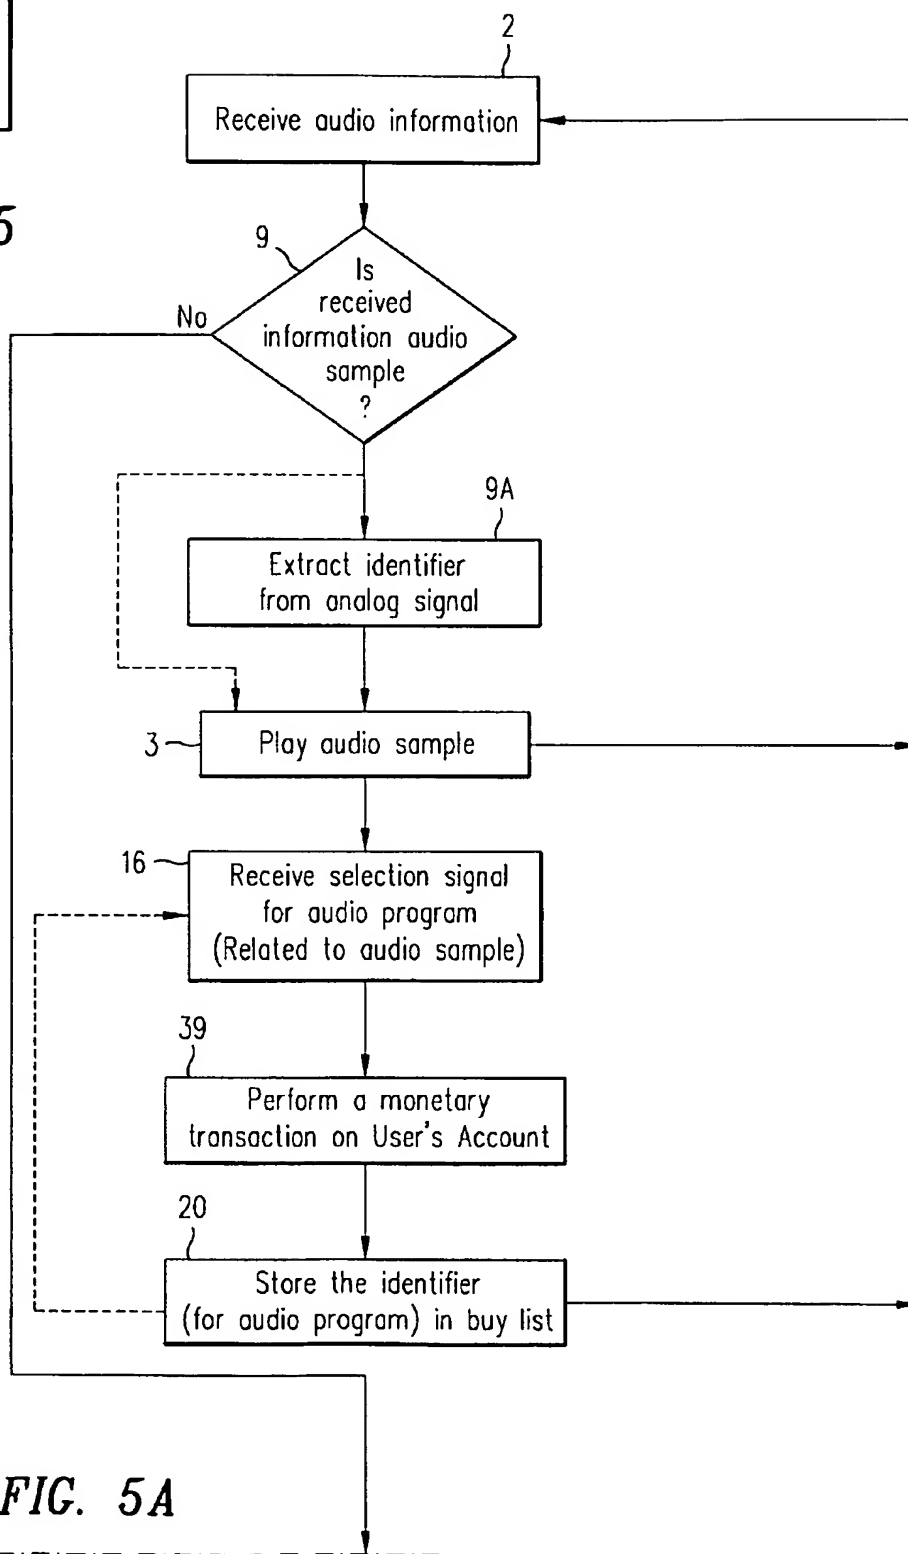 2
Receive audio information
5
9
Is
received
information audio
sample
?
No
9A
Extract identifier
from analog signal
3
Play audio sample
16
Receive selection signal
for audio program
(Related to audio sample)
39
Perform a monetary
transaction on User's Account
20
Store the identifier
(for audio program) in buy list
FIG. 5A